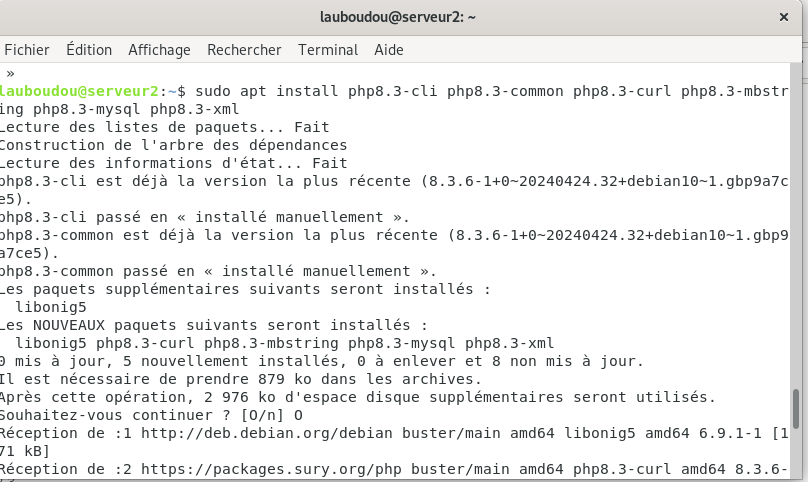 lauboudou@serveur2: ~
Fichier Édition Affichage Rechercher Terminal Aide
 »
lauboudou@serveur2:~$ sudo apt install php8.3-cli php8.3-common php8.3-curl php8.3-mbstr
ing php8.3-mysql php8.3-xml
Lecture des listes de paquets... Fait
Construction de l'arbre des dépendances
Lecture des informations d'état... Fait
php8.3-cli est déjà la version la plus récente (8.3.6-1+0~20240424.32+debian10~1.gbp9a7c
e5).
php8.3-cli passé en « installé manuellement ».
php8.3-common est déjà la version la plus récente (8.3.6-1+0~20240424.32+debian10~1.gbp9
a7ce5).
php8.3-common passé en « installé manuellement ».
Les paquets supplémentaires suivants seront installés :
  libonig5
Les NOUVEAUX paquets suivants seront installés :
  libonig5 php8.3-curl php8.3-mbstring php8.3-mysql php8.3-xml
0 mis à jour, 5 nouvellement installés, 0 à enlever et 8 non mis à jour.
Il est nécessaire de prendre 879 ko dans les archives.
Après cette opération, 2 976 ko d'espace disque supplémentaires seront utilisés.
Souhaitez-vous continuer ? [O/n] O
Réception de :1 http://deb.debian.org/debian buster/main amd64 libonig5 amd64 6.9.1-1 [1
71 kB]
Réception de :2 https://packages.sury.org/php buster/main amd64 php8.3-curl amd64 8.3.6-